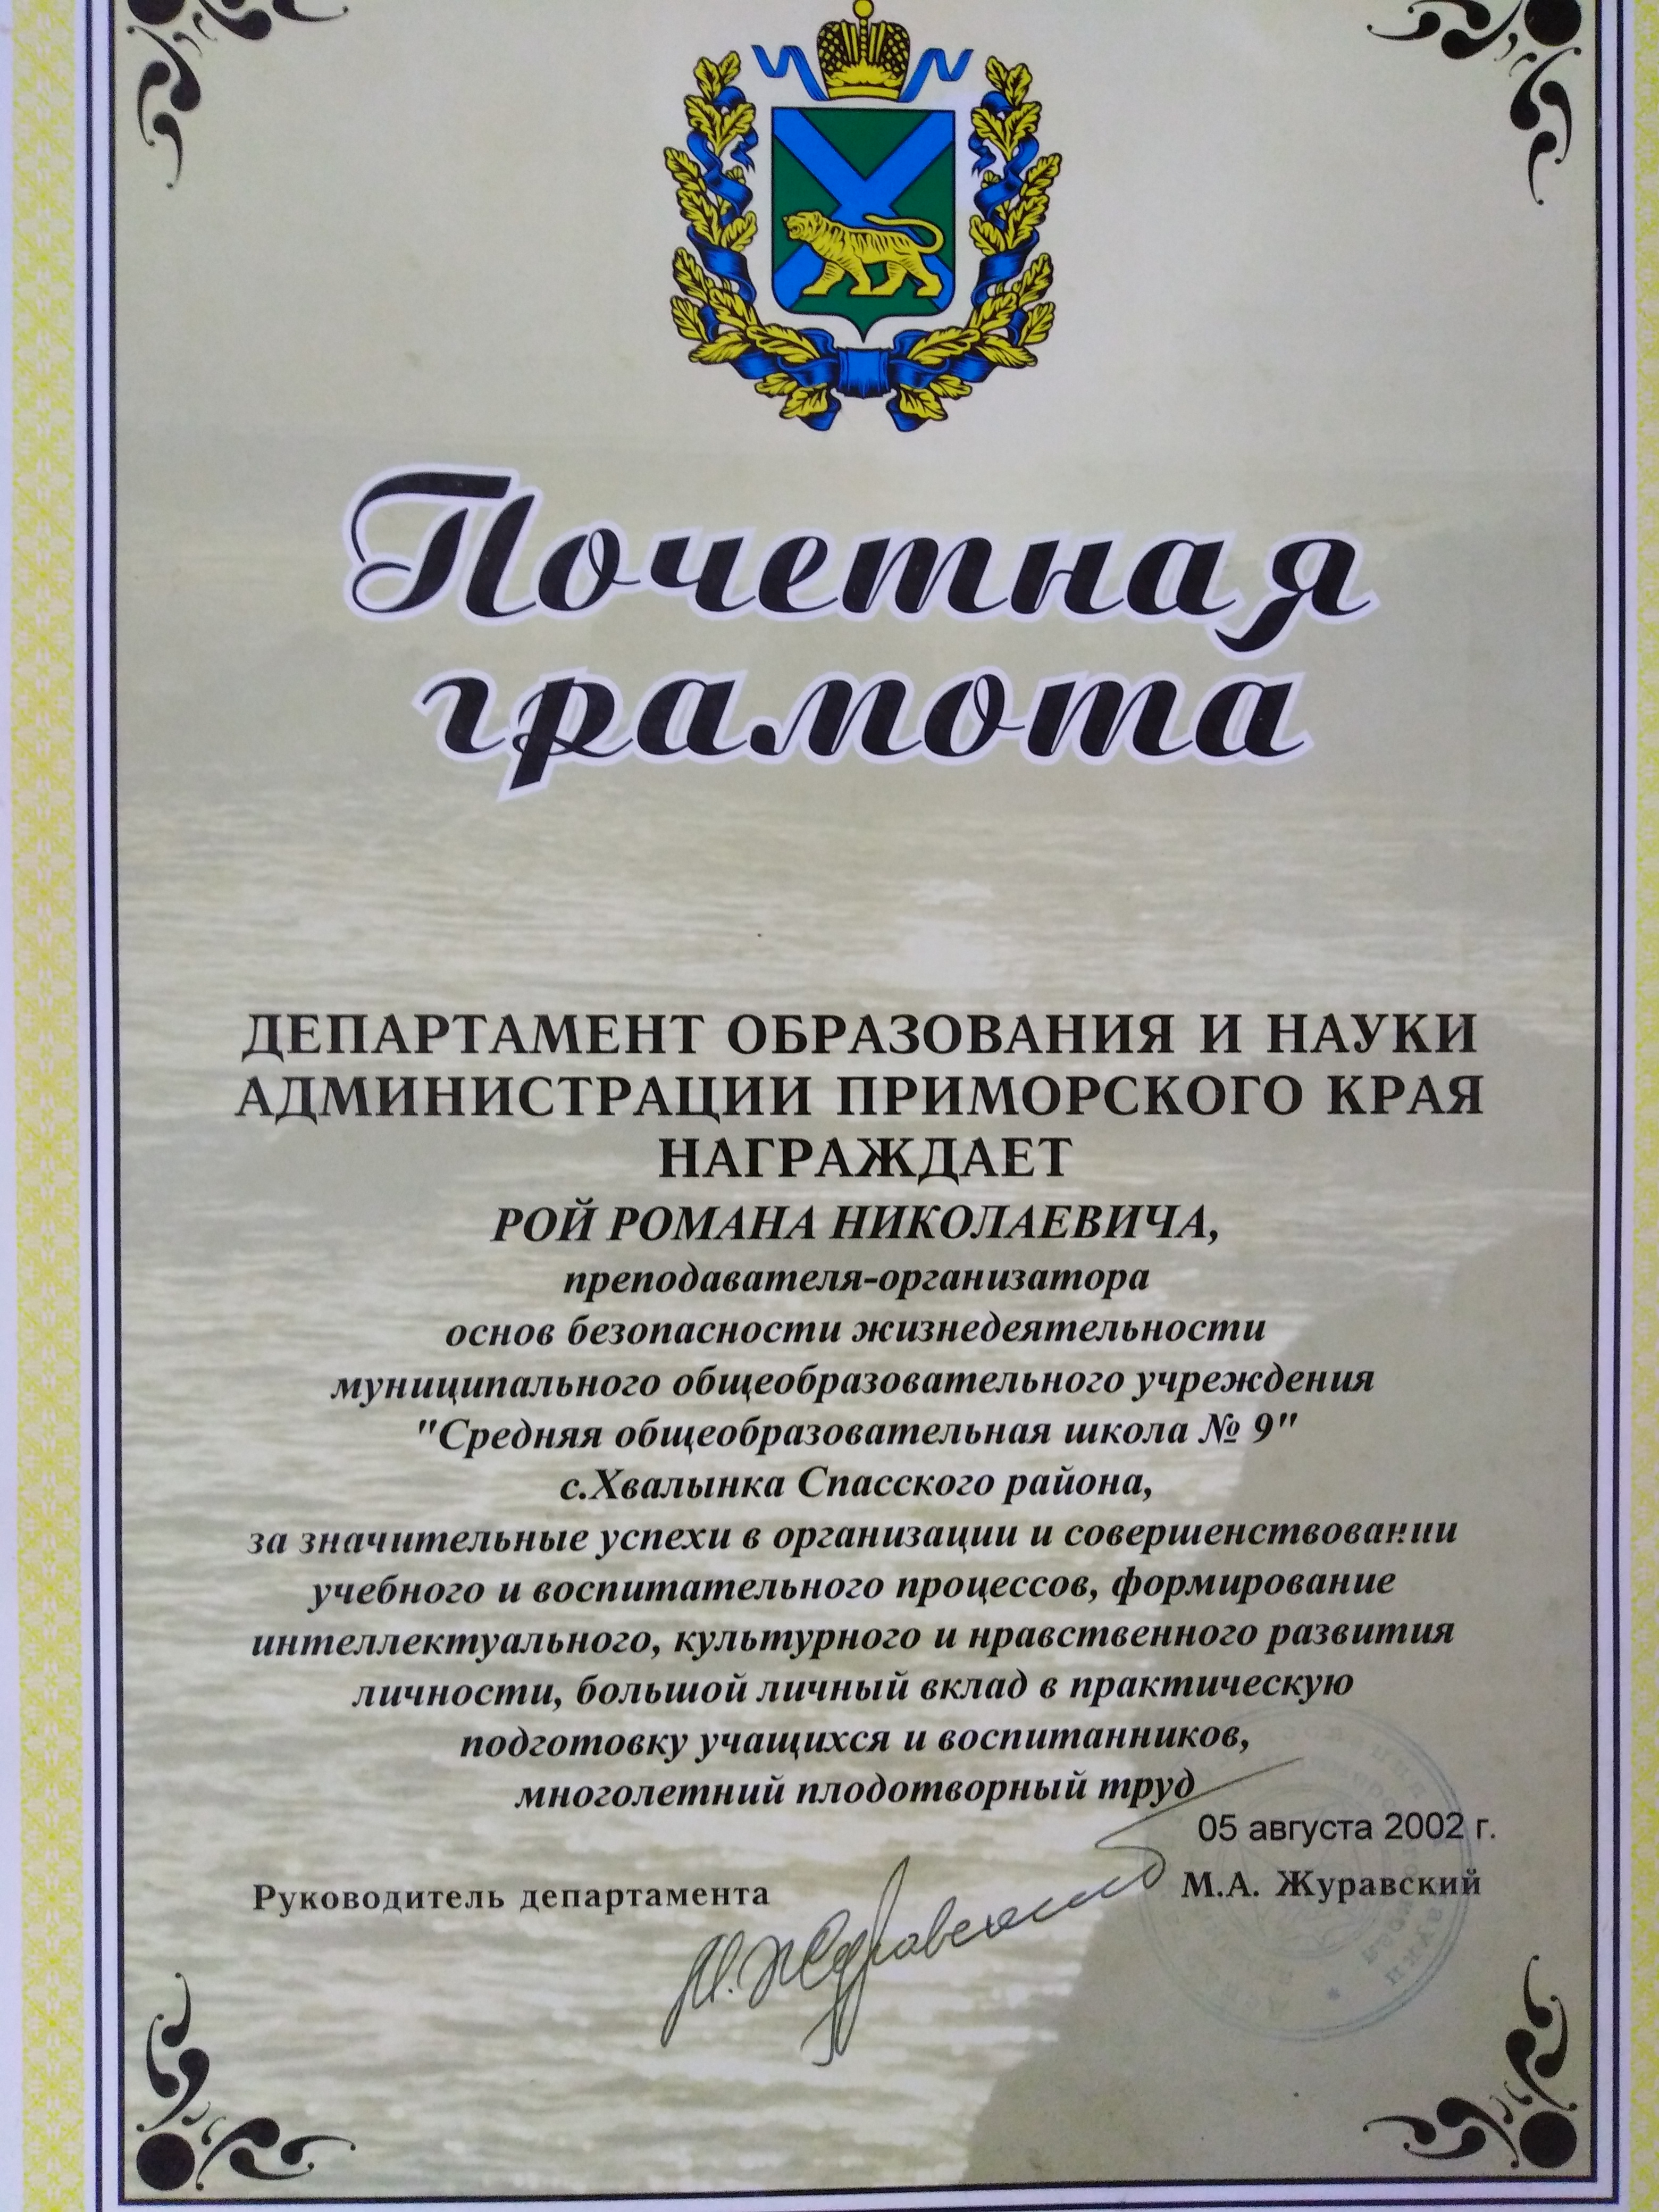 Почетная
грамота
ДЕПАРТАМЕНТ ОБРАЗОВАНИЯ И НАУКИ
АДМИНИСТРАЦИИ ПРИМОРСКОГО КРАЯ
НАГРАЖДАЕТ
РОЙ РОМАНА НИКОЛАЕВИЧА,
преподавателя-организатора
основ безопасности жизнедеятельности
муниципального общеобразовательного учреждения
"Средняя общеобразовательная школа № 9"
с.Хвалынка Спасского района,
за значительные успехи в организации и совершенствовании
учебного и воспитательного процессов, формирование
интеллектуального, культурного и нравственного развития
личности, большой личный вклад в практическую
подготовку учащихся и воспитанников,
многолетний плодотворный труд
05 августа 2002 г.
Руководитель департамента М.А. Журавский